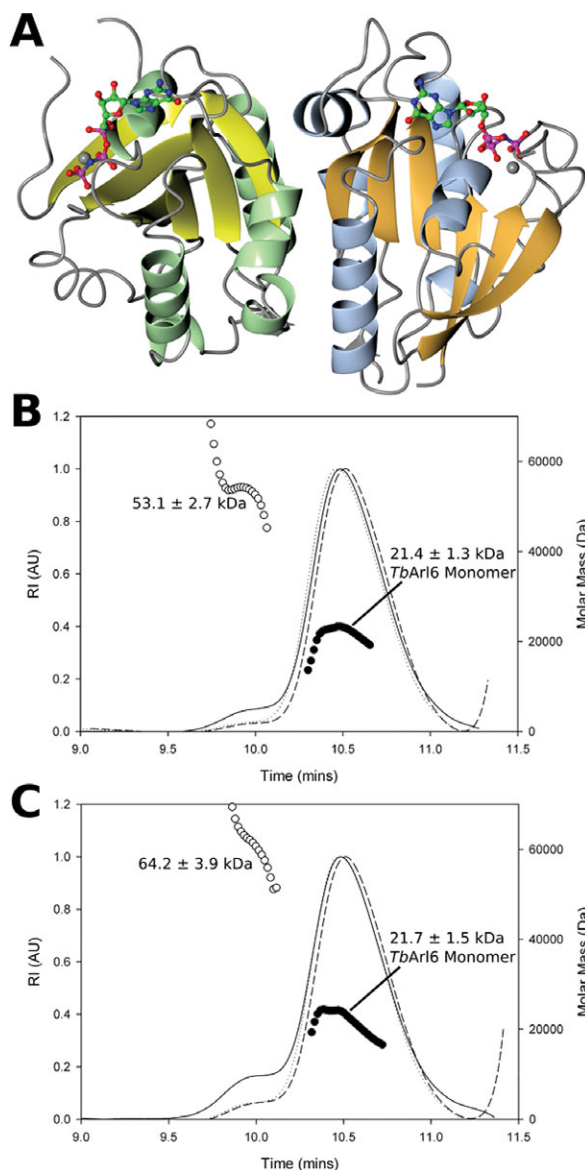 A
B
1.2
1.0
0.8
0.6
0.4
0.2
0.0
RI (AU)
60000
40000
20000
0
Molar Mass (Da)
53.1 ± 2.7 kDa
21.4 ± 1.3 kDa
TbArl6 Monomer
9.0 9.5 10.0 10.5 11.0 11.5
Time (mins)
C
1.2
1.0
0.8
0.6
0.4
0.2
0.0
RI (AU)
60000
40000
20000
0
Molar Mass (Da)
64.2 ± 3.9 kDa
21.7 ± 1.5 kDa
TbArl6 Monomer
9.0 9.5 10.0 10.5 11.0 11.5
Time (mins)